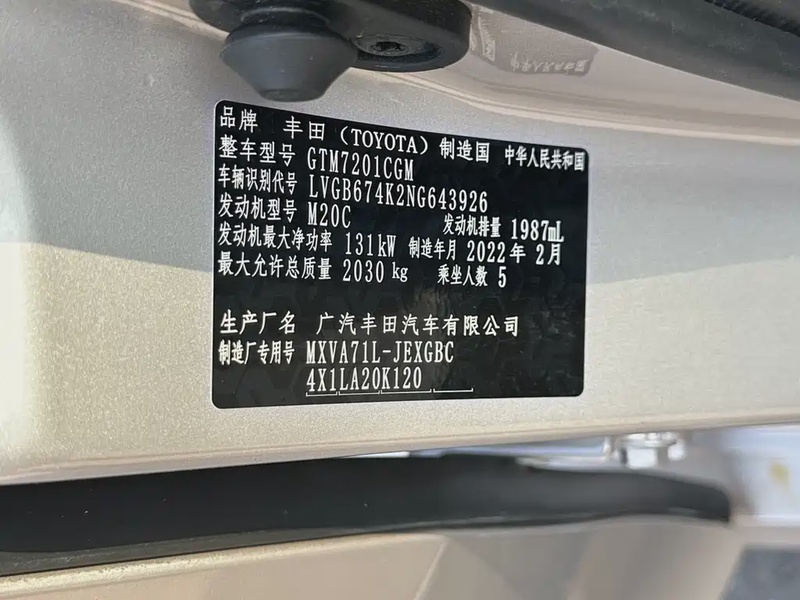 品牌 丰田（TOYOTA）制造国 中华人民共和国
整车型号 GTM7201CGM
车辆识别代号 LVGB674K2NG643926
发动机型号 M20C 发动机排量 1987mL
发动机最大净功率 131kW 制造年月 2022年 2月
最大允许总质量 2030 kg 乘坐人数 5
生产厂名 广汽丰田汽车有限公司
制造厂专用号 MXVA71L-JEXGBC
4X1LA20K120